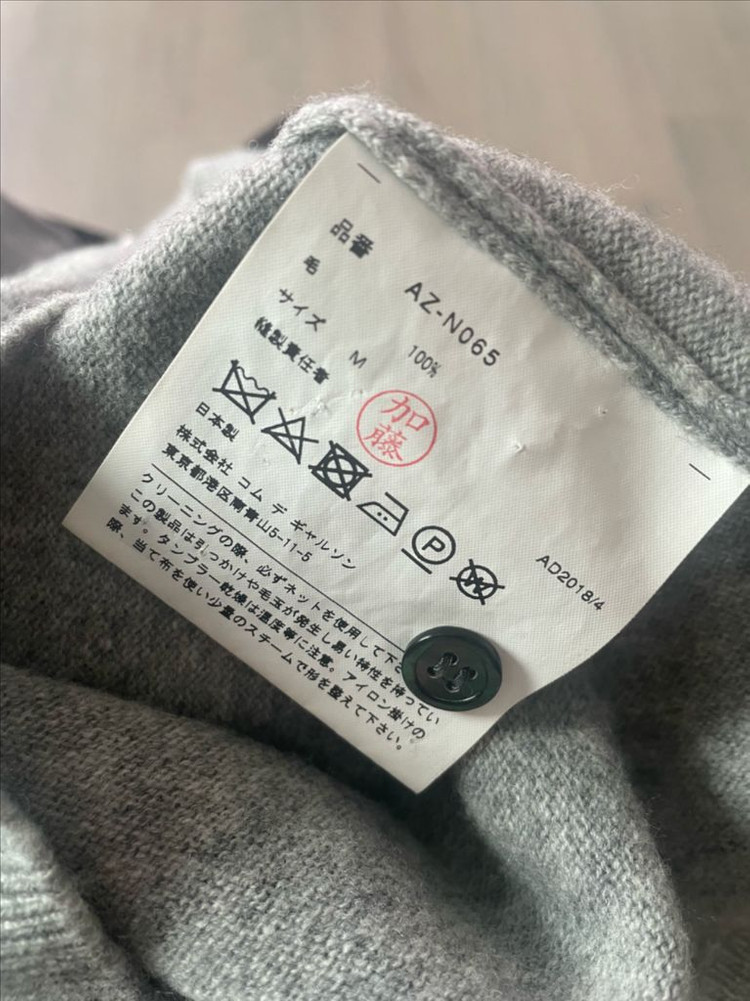 品番 AZ-N065
毛 100%
サイズ M
縫製責任者 加藤
P
W
日本製
株式会社 コム デ ギャルソン
東京都港区南青山5-11-5
AD2018/4
クリーニングの際、必ずネットを使用して下さ
この製品は引っかけや毛玉が発生し易い特性を持ってい
ます。タンブラー乾燥は温度等に注意。アイロン掛けの
際、当て布を使い少量のスチームで形を整えて下さい。